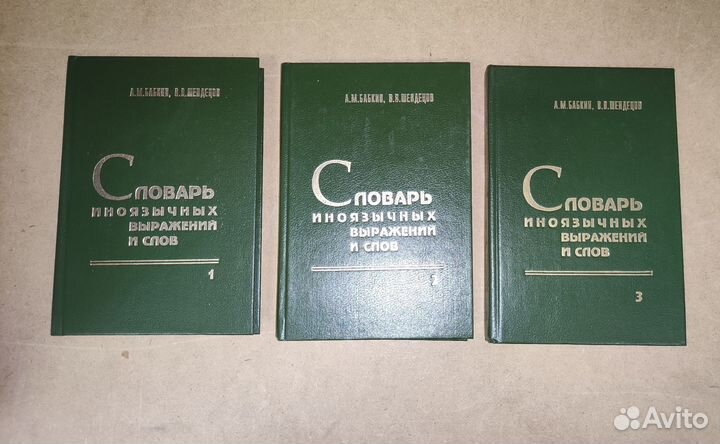 А.М.БАБКИН, В.В.ШЕНДЕЦОВ
СЛОВАРЬ
ИНОЯЗЫЧНЫХ
ВЫРАЖЕНИЙ
И СЛОВ
1
А.М.БАБКИН, В.В.ШЕНДЕЦОВ
СЛОВАРЬ
ИНОЯЗЫЧНЫХ
ВЫРАЖЕНИЙ
И СЛОВ
2
А.М.БАБКИН, В.В.ШЕНДЕЦОВ
СЛОВАРЬ
ИНОЯЗЫЧНЫХ
ВЫРАЖЕНИЙ
И СЛОВ
3
Avito